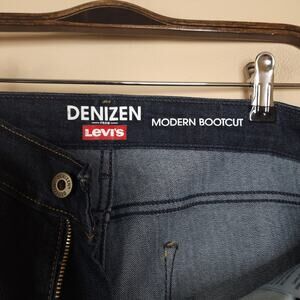 DENIZEN
FROM
LEVI'S
MODERN BOOTCUT